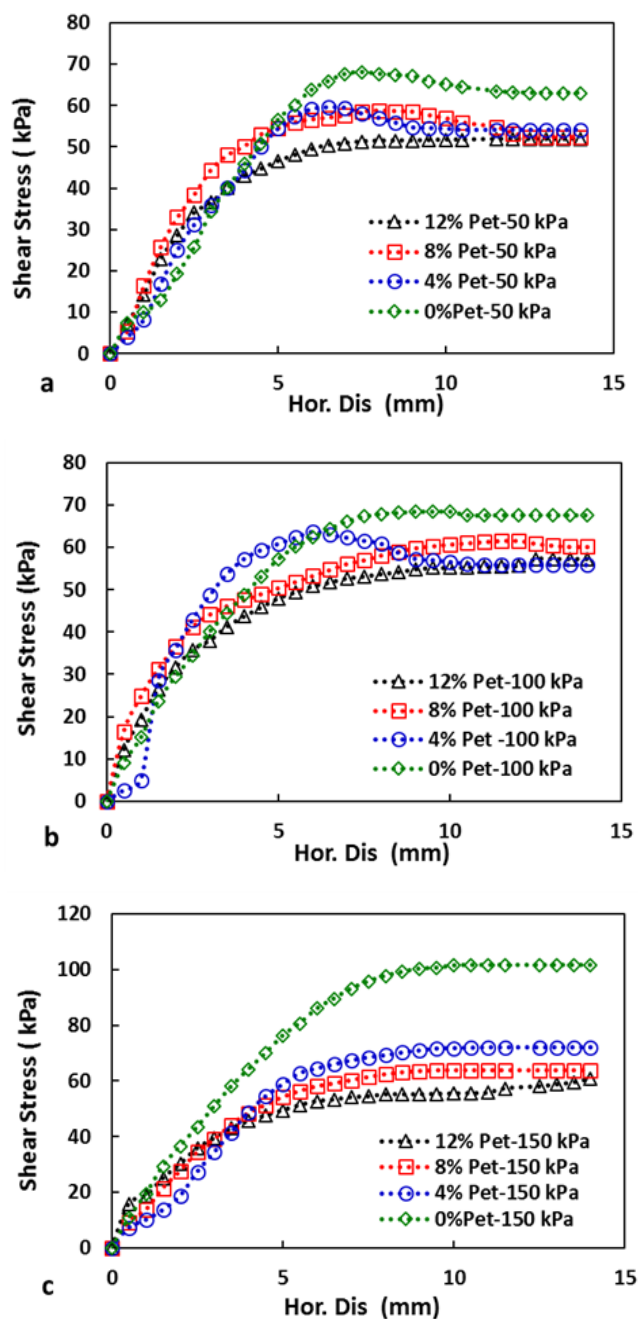 80
70
60
50
40
30
20
10
0
Shear Stress ( kPa)
12% Pet-50 kPa
8% Pet-50 kPa
4% Pet-50 kPa
0%Pet-50 kPa
0 5 10 15
Hor. Dis (mm)
a
80
70
60
50
40
30
20
10
0
Shear Stress (kPa)
12% Pet-100 kPa
8% Pet-100 kPa
4% Pet -100 kPa
0% Pet-100 kPa
0 5 10 15
Hor. Dis (mm)
b
120
100
80
60
40
20
0
Shear Stress ( kPa)
12% Pet-150 kPa
8% Pet-150 kPa
4% Pet-150 kPa
0%Pet-150 kPa
0 5 10 15
Hor. Dis (mm)
c